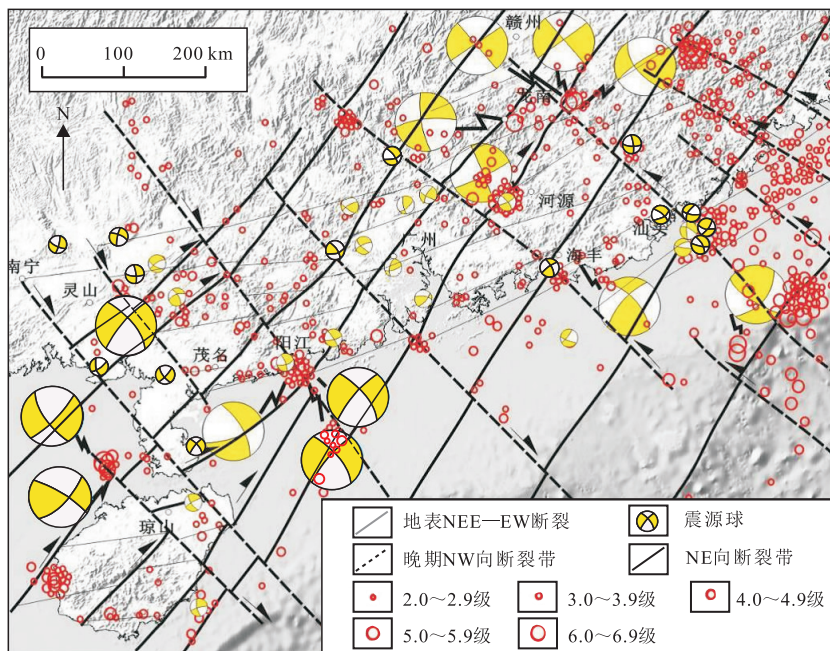 0 100 200 km
N
赣州
龙南
河源
汕头
海丰
广州
南宁
灵山
阳江
茂名
琼山
地表NEE—EW断裂
震源球
晚期NW向断裂带
NE向断裂带
2.0～2.9级
3.0～3.9级
4.0～4.9级
5.0～5.9级
6.0～6.9级